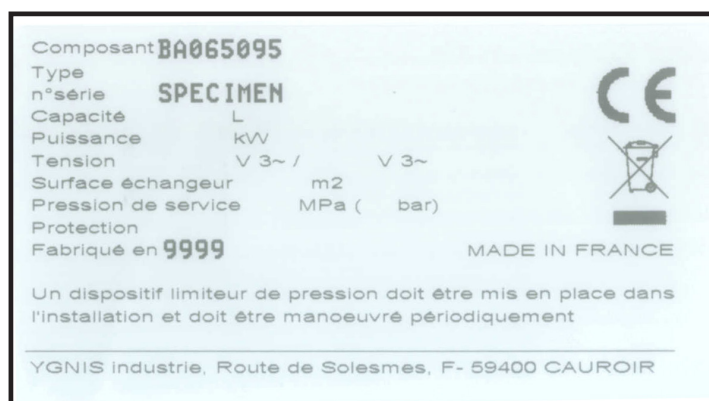 Composant BA065095
Type
n°série SPECIMEN
Capacité L
Puissance kW
Tension V 3~ / V 3~
Surface échangeur m2
Pression de service MPa ( bar)
Protection
Fabriqué en 9999 MADE IN FRANCE
Un dispositif limiteur de pression doit être mis en place dans
l'installation et doit être manoeuvré périodiquement
YGNIS industrie, Route de Solesmes, F- 59400 CAUROIR
CE